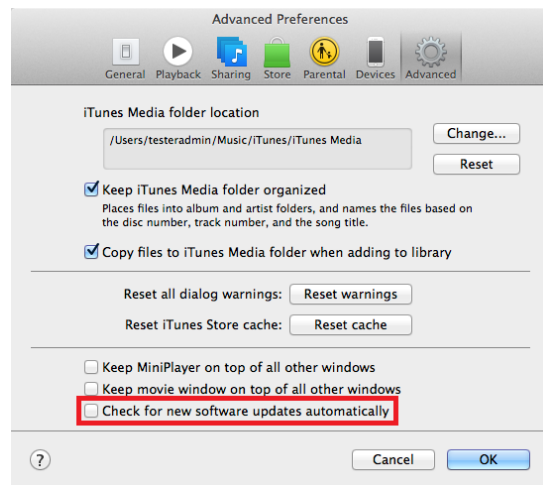 Advanced Preferences
General Playback Sharing Store Parental Devices Advanced
iTunes Media folder location
/Users/testeradmin/Music/iTunes/iTunes Media
Change...
Reset
Keep iTunes Media folder organized
Places files into album and artist folders, and names the files based on
the disc number, track number, and the song title.
Copy files to iTunes Media folder when adding to library
Reset all dialog warnings: Reset warnings
Reset iTunes Store cache: Reset cache
Keep MiniPlayer on top of all other windows
Keep movie window on top of all other windows
Check for new software updates automatically
? Cancel OK